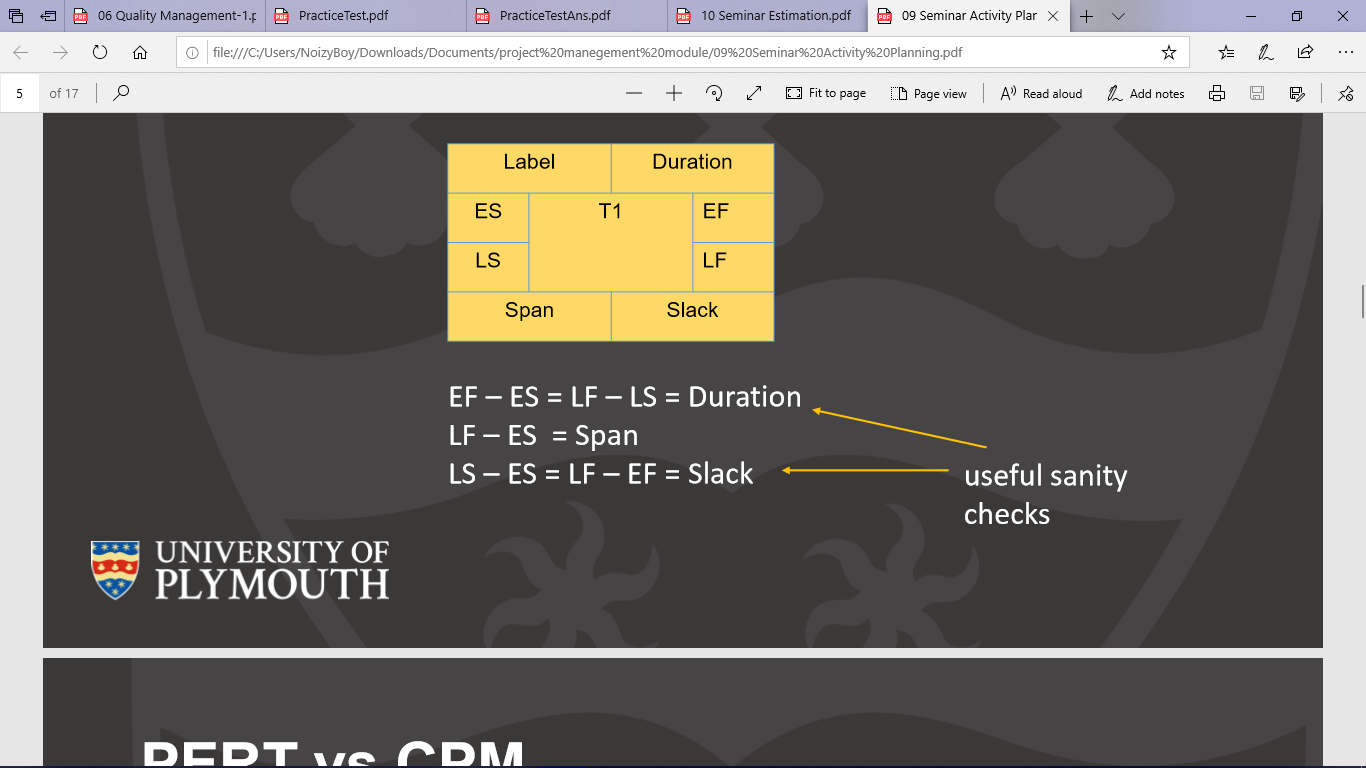 06 Quality Management-1.p
PracticeTest.pdf
PracticeTestAns.pdf
10 Seminar Estimation.pdf
09 Seminar Activity Plar
file:///C:/Users/NoizyBoy/Downloads/Documents/project%20manegement%20module/09%20Seminar%20Activity%20Planning.pdf
5 of 17
Fit to page
Page view
Read aloud
Add notes
Label Duration
ES T1 EF
LS LF
Span Slack
EF – ES = LF – LS = Duration
LF – ES = Span
LS – ES = LF – EF = Slack
useful sanity
checks
UNIVERSITY OF
PLYMOUTH
PERT vs CPM